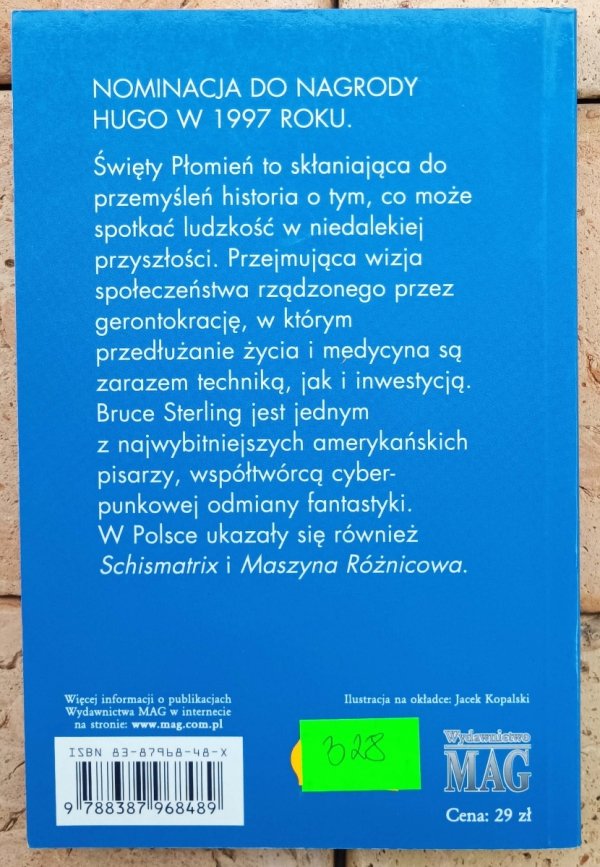 NOMINACJA DO NAGRODY
HUGO W 1997 ROKU.
Święty Płomień to skłaniająca do
przemyśleń historia o tym, co może
spotkać ludzkość w niedalekiej
przyszłości. Przejmująca wizja
społeczeństwa rządzonego przez
gerontokrację, w którym
przedłużanie życia i medycyna są
zarazem techniką, jak i inwestycją.
Bruce Sterling jest jednym
z najwybitniejszych amerykańskich
pisarzy, współtwórcą cyber-
punkowej odmiany fantastyki.
W Polsce ukazały się również
Schismatrix i Maszyna Różnicowa.
Więcej informacji o publikacjach
Wydawnictwa MAG w internecie
na stronie: www.mag.com.pl
ISBN 83-87968-48-X
9 788387 968489
328
Ilustracja na okładce: Jacek Kopalski
Wydawnictwo
MAG
Cena: 29 zł